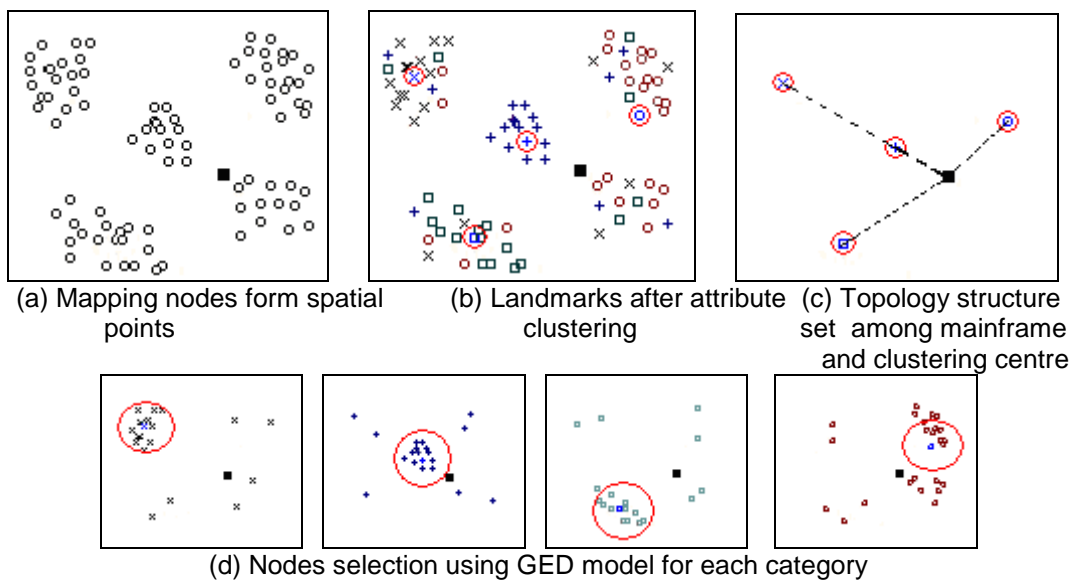 (a) Mapping nodes form spatial
points
(b) Landmarks after attribute
clustering
(c) Topology structure
set among mainframe
and clustering centre
(d) Nodes selection using GED model for each category